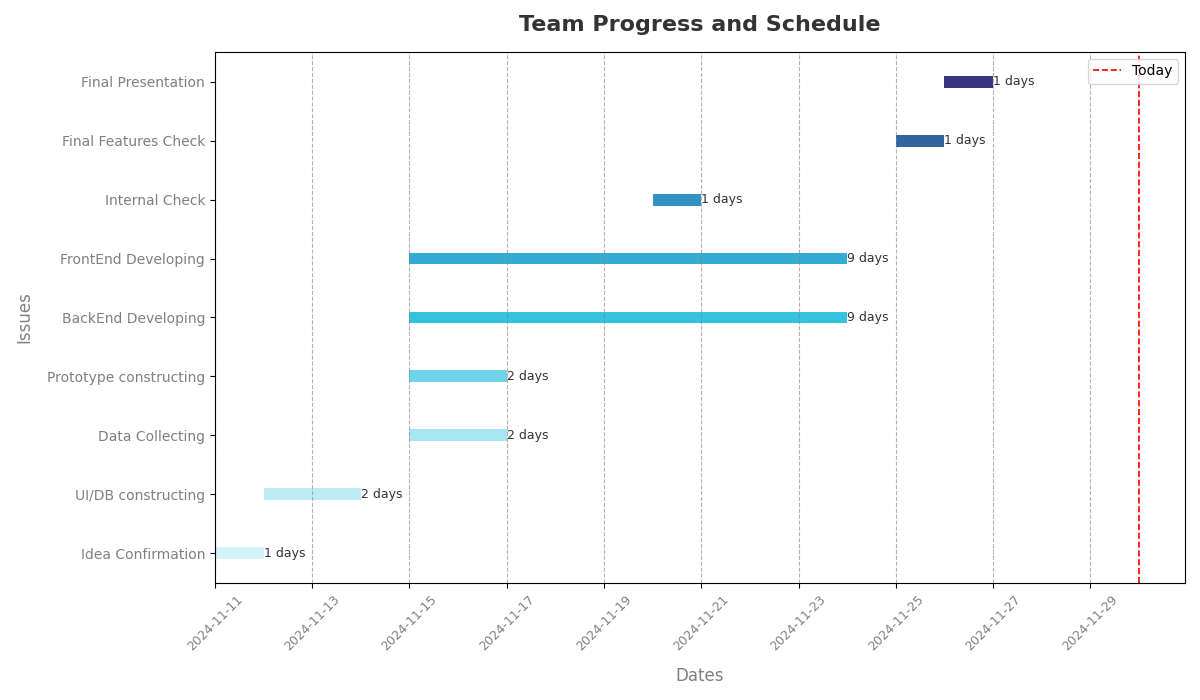 Team Progress and Schedule
Today
Final Presentation
1 days
Final Features Check
1 days
Internal Check
1 days
FrontEnd Developing
9 days
BackEnd Developing
9 days
Prototype constructing
2 days
Data Collecting
2 days
UI/DB constructing
2 days
Idea Confirmation
1 days
Issues
2024-11-11
2024-11-13
2024-11-15
2024-11-17
2024-11-19
2024-11-21
2024-11-23
2024-11-25
2024-11-27
2024-11-29
Dates